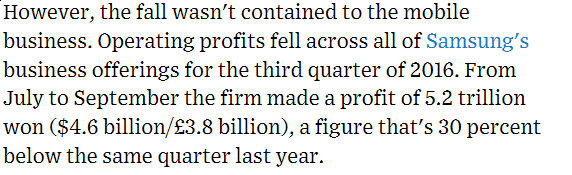 However, the fall wasn't contained to the mobile
business. Operating profits fell across all of Samsung's
business offerings for the third quarter of 2016. From
July to September the firm made a profit of 5.2 trillion
won ($4.6 billion/£3.8 billion), a figure that's 30 percent
below the same quarter last year.